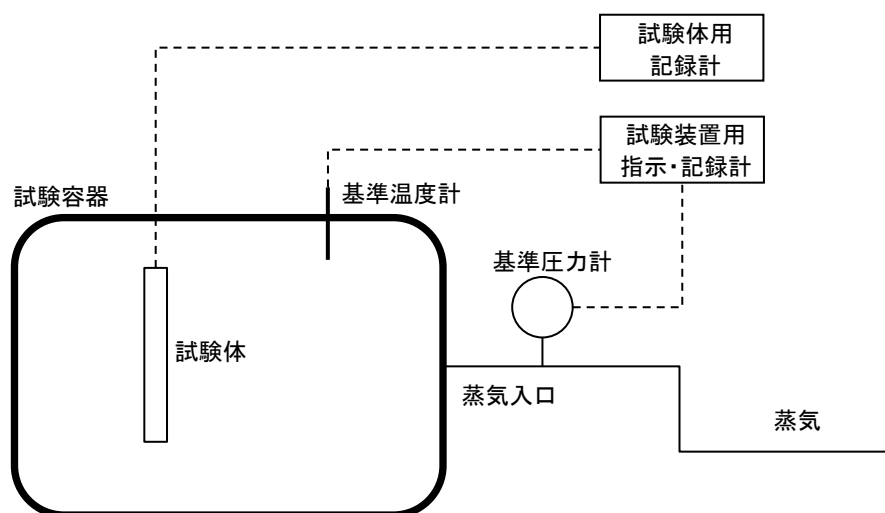 試験体用
記録計
試験装置用
指示・記録計
試験容器
基準温度計
基準圧力計
試験体
蒸気入口
蒸気